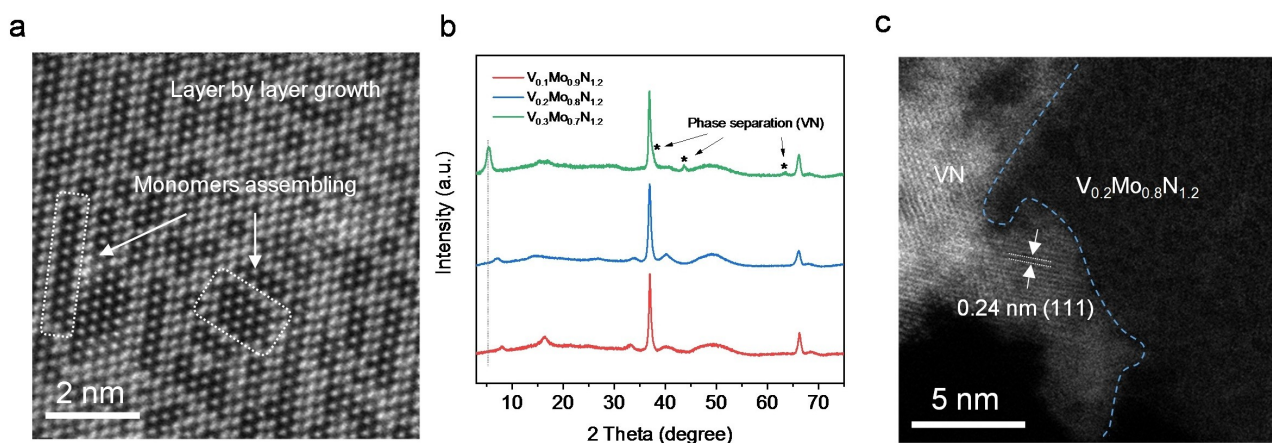 a
Layer by layer growth
Monomers assembling
2 nm
b
V0.1Mo0.9N1.2
V0.2Mo0.8N1.2
V0.3Mo0.7N1.2
Phase separation (VN)
*
*
*
Intensity (a.u.)
10 20 30 40 50 60 70
2 Theta (degree)
c
VN
V0.2Mo0.8N1.2
0.24 nm (111)
5 nm